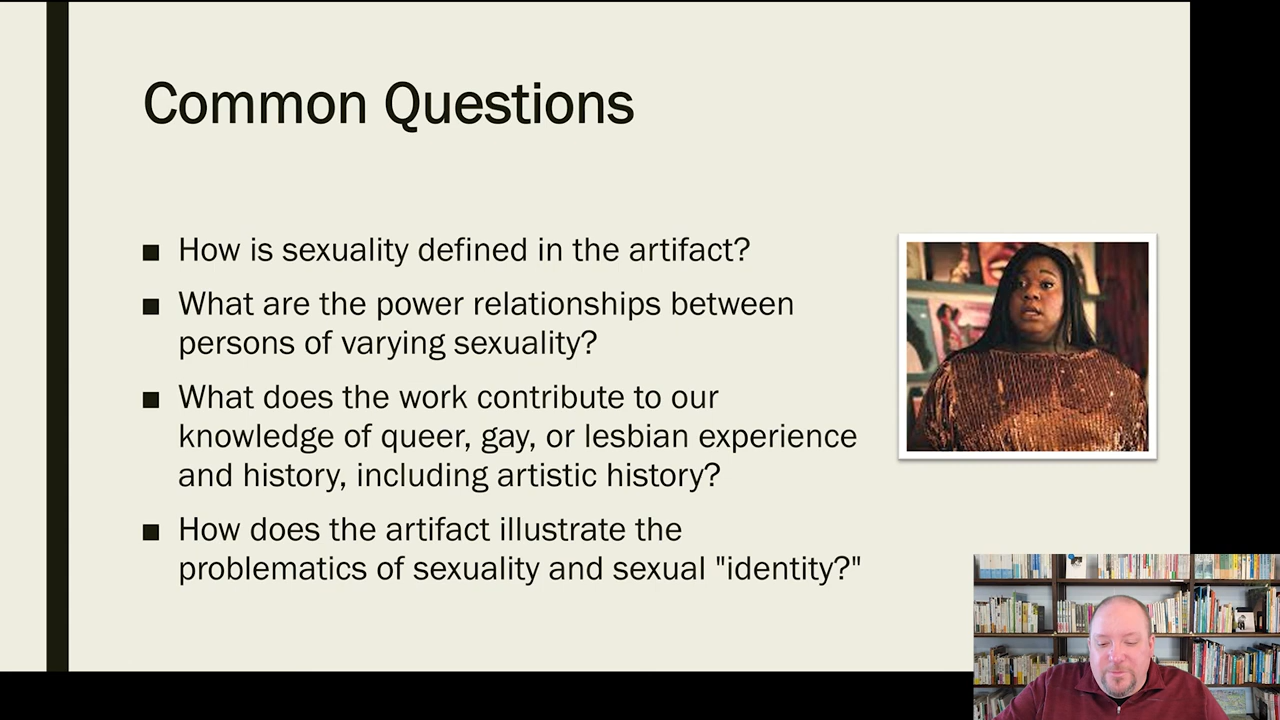 Common Questions
■ How is sexuality defined in the artifact?
■ What are the power relationships between
persons of varying sexuality?
■ What does the work contribute to our
knowledge of queer, gay, or lesbian experience
and history, including artistic history?
■ How does the artifact illustrate the
problematics of sexuality and sexual "identity?"